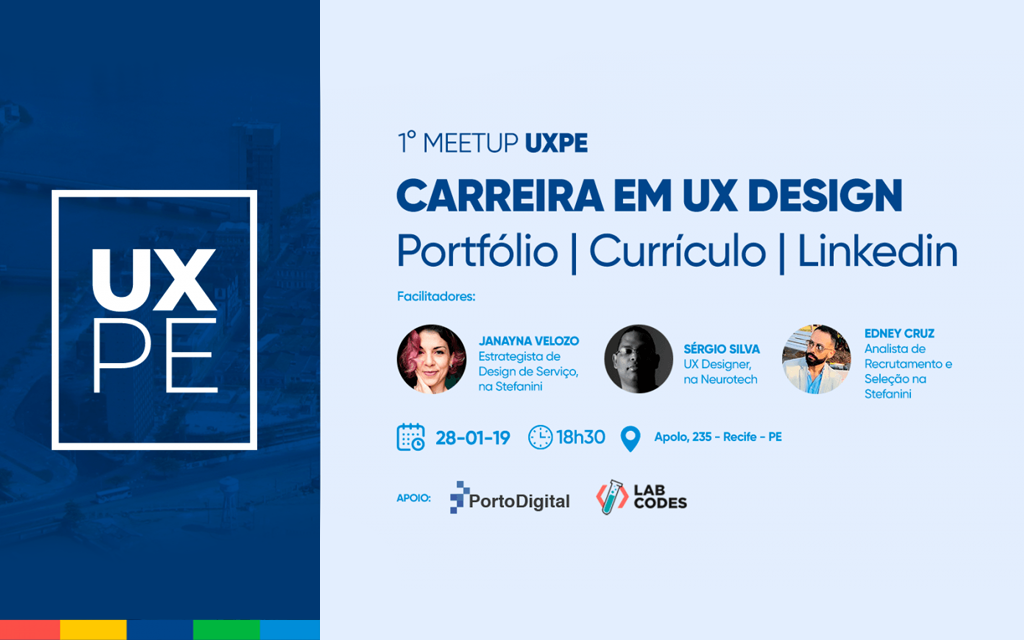 UX
PE
1° MEETUP UXPE
CARREIRA EM UX DESIGN
Portfólio | Currículo | Linkedin
Facilitadores:
JANAYNA VELOZO
Estrategista de
Design de Serviço,
na Stefanini
SÉRGIO SILVA
UX Designer,
na Neurotech
EDNEY CRUZ
Analista de
Recrutamento e
Seleção na
Stefanini
28-01-19
18h30
Apolo, 235 - Recife - PE
APOIO:
PortoDigital
LAB
CODES